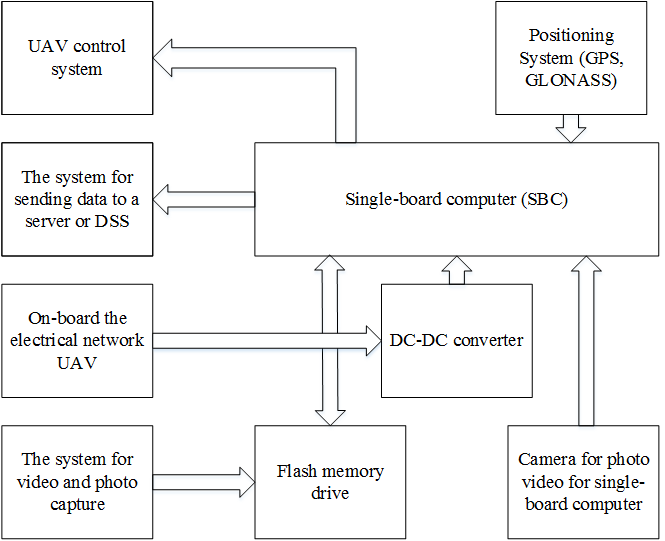 UAV control
system
Positioning
System (GPS,
GLONASS)
The system for
sending data to a
server or DSS
Single-board computer (SBC)
On-board the
electrical network
UAV
DC-DC converter
The system for
video and photo
capture
Flash memory
drive
Camera for photo
video for single-
board computer